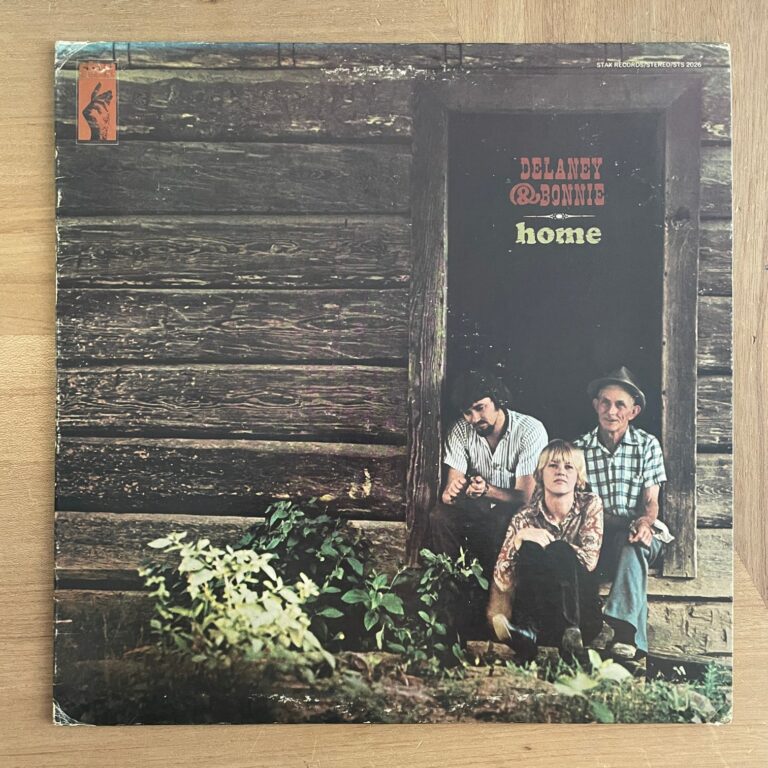 STAX RECORDS/STEREO/STS 2026
DELANEY
&BONNIE
home